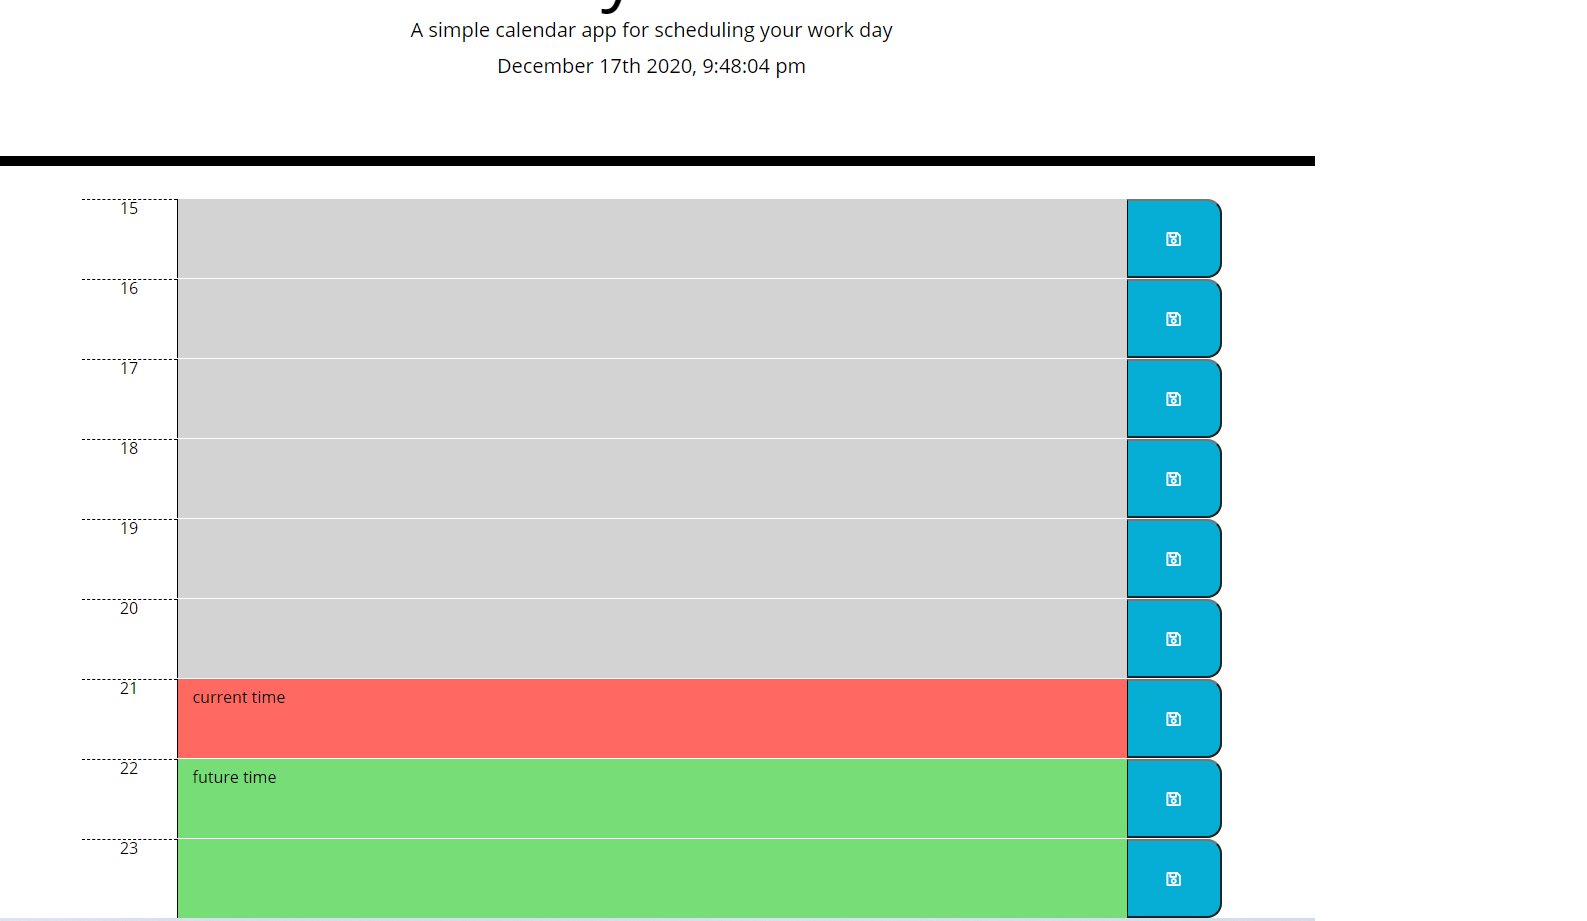 A simple calendar app for scheduling your work day
December 17th 2020, 9:48:04 pm
15
16
17
18
19
20
21
current time
22
future time
23